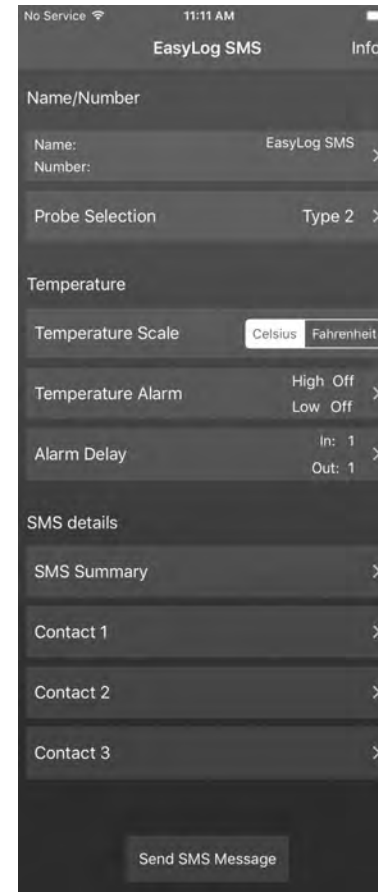 No Service 11:11 AM
EasyLog SMS Info
Name/Number
Name: EasyLog SMS
Number:
Probe Selection Type 2
Temperature
Temperature Scale Celsius Fahrenheit
Temperature Alarm High Off
Low Off
Alarm Delay In: 1
Out: 1
SMS details
SMS Summary
Contact 1
Contact 2
Contact 3
Send SMS Message